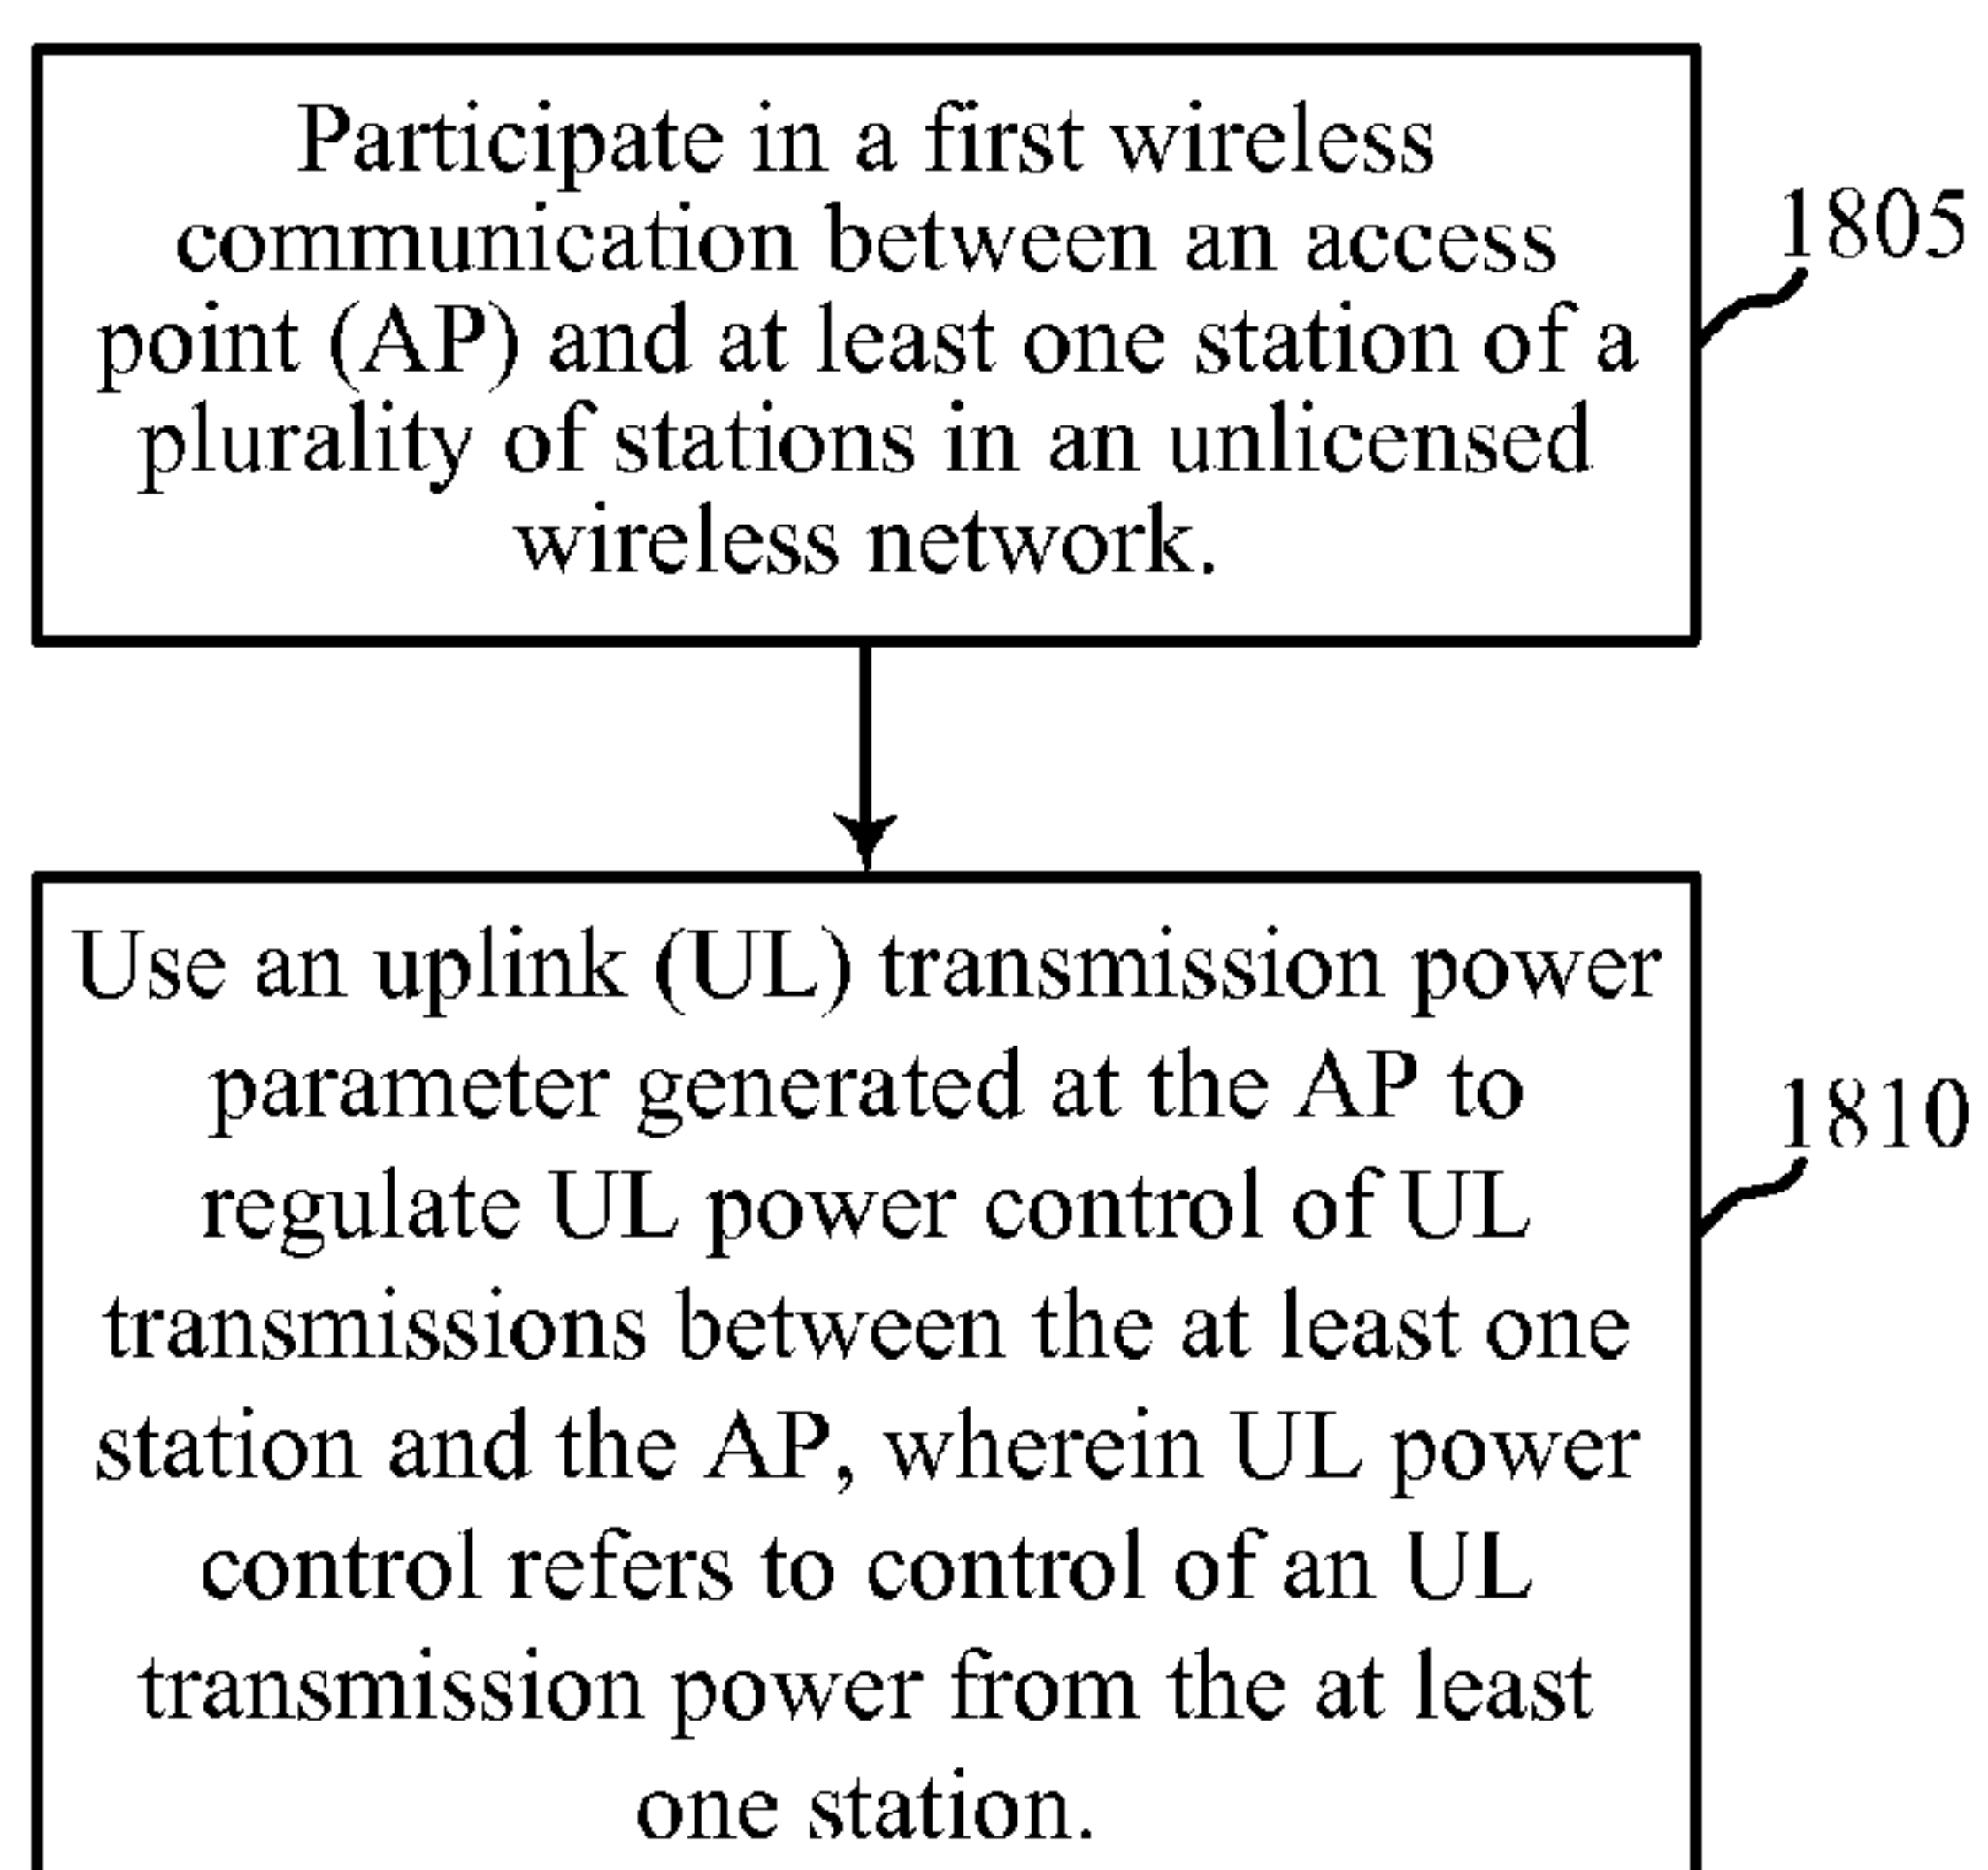 Participate in a first wireless
communication between an access
point (AP) and at least one station of a
plurality of stations in an unlicensed
wireless network.
1805
Use an uplink (UL) transmission power
parameter generated at the AP to
regulate UL power control of UL
transmissions between the at least one
station and the AP, wherein UL power
control refers to control of an UL
transmission power from the at least
one station.
1810